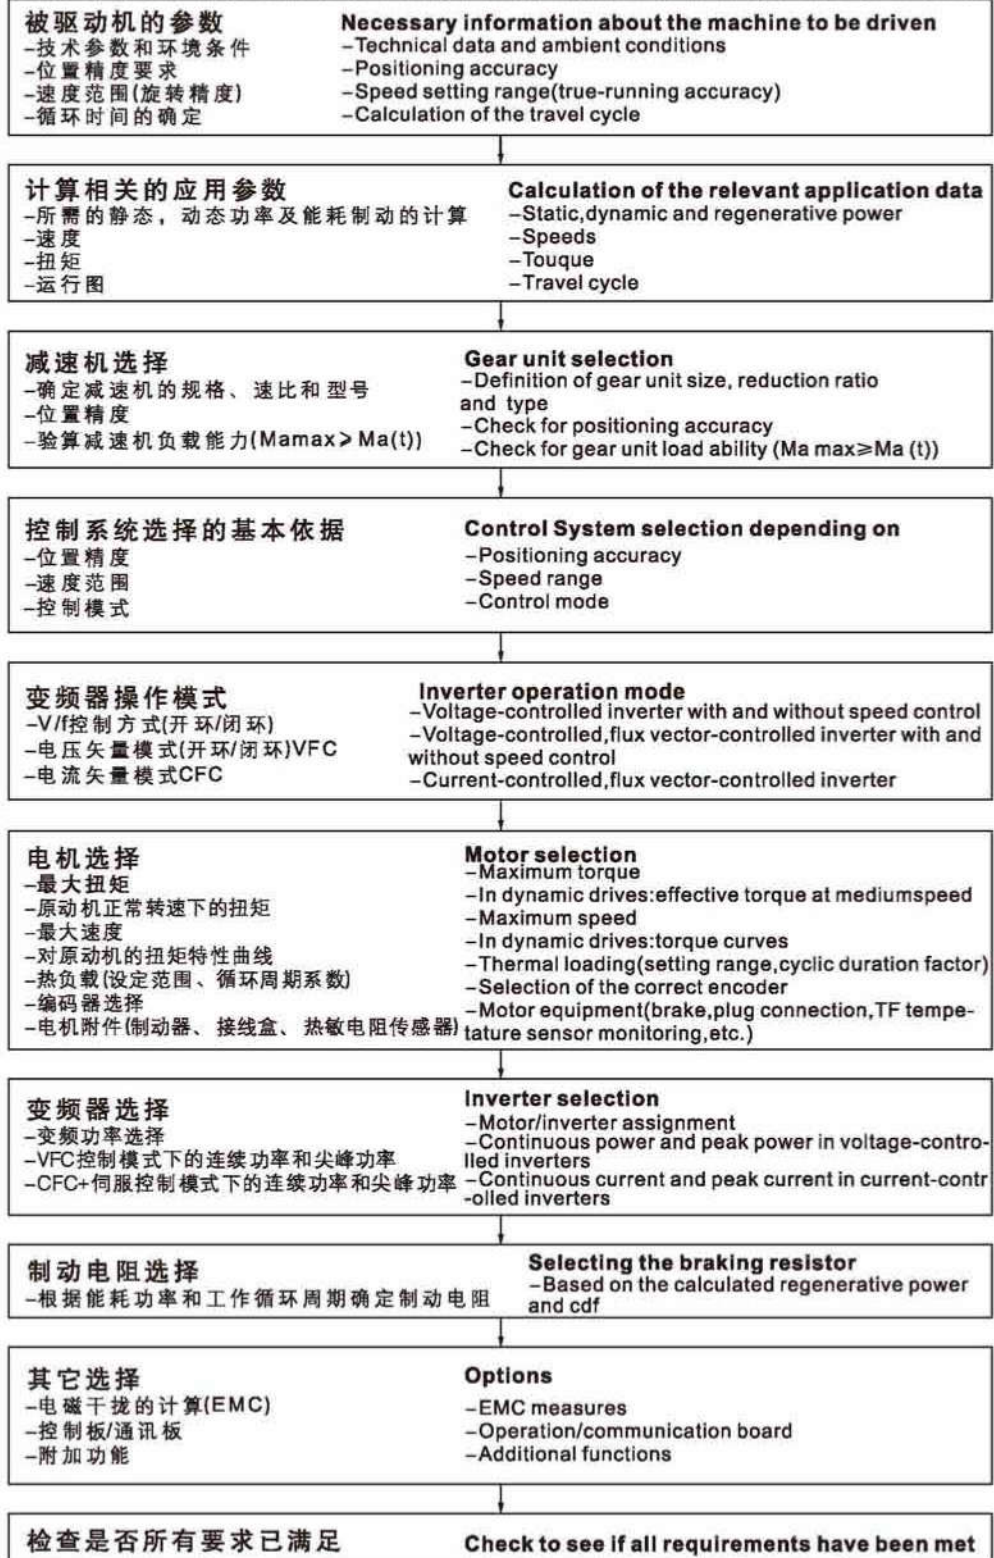 被驱动机的参数
–技术参数和环境条件
–位置精度要求
–速度范围(旋转精度)
–循环时间的确定
Necessary information about the machine to be driven
–Technical data and ambient conditions
–Positioning accuracy
–Speed setting range(true-running accuracy)
–Calculation of the travel cycle
计算相关的应用参数
–所需的静态，动态功率及能耗制动的计算
–速度
–扭矩
–运行图
Calculation of the relevant application data
–Static,dynamic and regenerative power
–Speeds
–Touque
–Travel cycle
减速机选择
–确定减速机的规格、速比和型号
–位置精度
–验算减速机负载能力(Mamax≥Ma(t))
Gear unit selection
–Definition of gear unit size, reduction ratio
and type
–Check for positioning accuracy
–Check for gear unit load ability (Ma max≥Ma (t))
控制系统选择的基本依据
–位置精度
–速度范围
–控制模式
Control System selection depending on
–Positioning accuracy
–Speed range
–Control mode
变频器操作模式
–V/f控制方式(开环/闭环)
–电压矢量模式(开环/闭环)VFC
–电流矢量模式CFC
Inverter operation mode
–Voltage-controlled inverter with and without speed control
–Voltage-controlled,flux vector-controlled inverter with and
without speed control
–Current-controlled,flux vector-controlled inverter
电机选择
–最大扭矩
–原动机正常转速下的扭矩
–最大速度
–对原动机的扭矩特性曲线
–热负载(设定范围、循环周期系数)
–编码器选择
–电机附件(制动器、接线盒、热敏电阻传感器)
Motor selection
–Maximum torque
–In dynamic drives:effective torque at mediumspeed
–Maximum speed
–In dynamic drives:torque curves
–Thermal loading(setting range,cyclic duration factor)
–Selection of the correct encoder
–Motor equipment(brake,plug connection,TF tempe-
tature sensor monitoring,etc.)
变频器选择
–变频功率选择
–VFC控制模式下的连续功率和尖峰功率
–CFC+伺服控制模式下的连续功率和尖峰功率
Inverter selection
–Motor/inverter assignment
–Continuous power and peak power in voltage-contro-
lled inverters
–Continuous current and peak current in current-contr
-olled inverters
制动电阻选择
–根据能耗功率和工作循环周期确定制动电阻
Selecting the braking resistor
–Based on the calculated regenerative power
and cdf
其它选择
–电磁干拢的计算(EMC)
–控制板/通讯板
–附加功能
Options
–EMC measures
–Operation/communication board
–Additional functions
检查是否所有要求已满足
Check to see if all requirements have been met